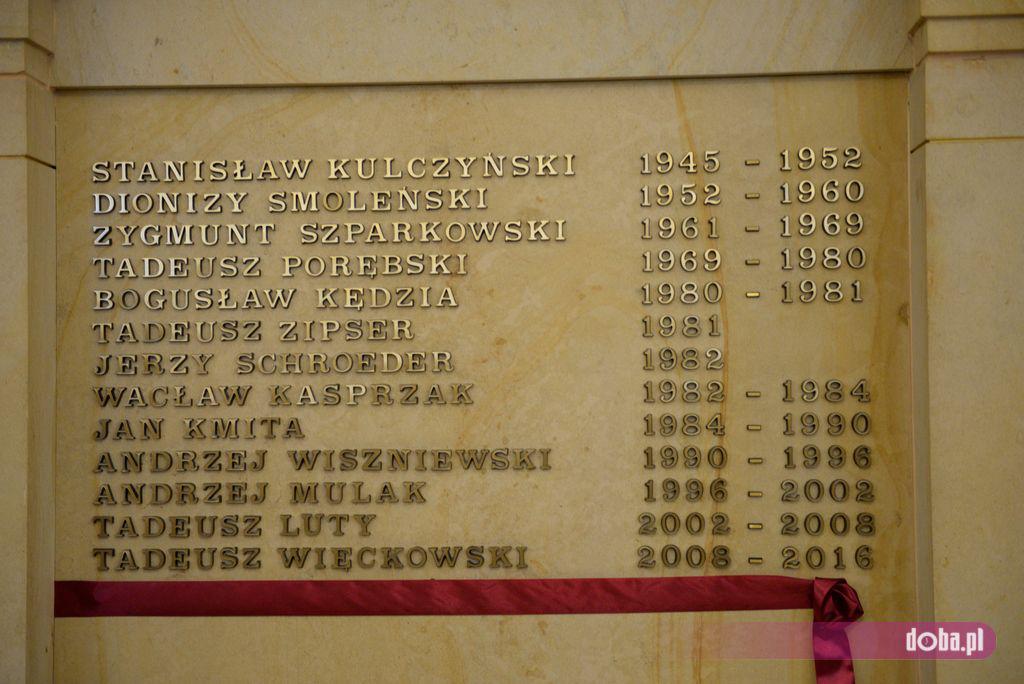 STANISŁAW KULCZYŃSKI 1945 - 1952
DIONIZY SMOLEŃSKI 1952 - 1960
ZYGMUNT SZPARKOWSKI 1961 - 1969
TADEUSZ PORĘBSKI 1969 - 1980
BOGUSŁAW KĘDZIA 1980 - 1981
TADEUSZ ZIPSER 1981
JERZY SCHROEDER 1982
WACŁAW KASPRZAK 1982 - 1984
JAN KMITA 1984 - 1990
ANDRZEJ WISZNIEWSKI 1990 - 1996
ANDRZEJ MULAK 1996 - 2002
TADEUSZ LUTY 2002 - 2008
TADEUSZ WIĘCKOWSKI 2008 - 2016
doba.pl